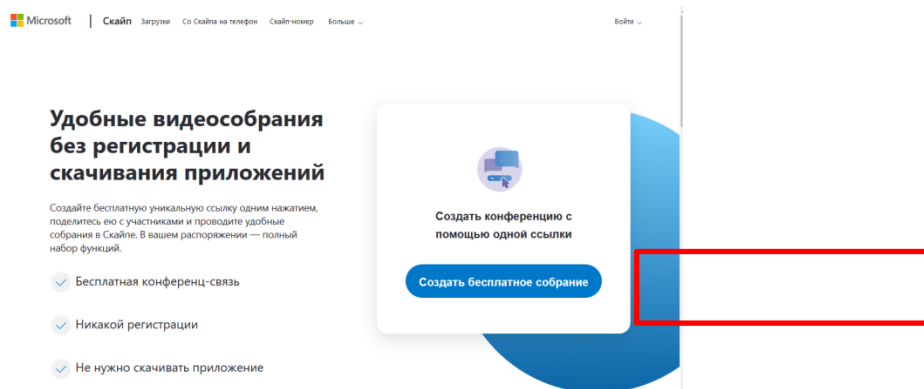 Microsoft | Скайп Загрузки Со Скайпа на телефон Скайп-номер Больше Войти
Удобные видеособрания
без регистрации и
скачивания приложений
Создайте бесплатную уникальную ссылку одним нажатием,
поделитесь ею с участниками и проводите удобные
собрания в Скайпе. В вашем распоряжении — полный
набор функций.
Бесплатная конференц-связь
Никакой регистрации
Не нужно скачивать приложение
Создать конференцию с
помощью одной ссылки
Создать бесплатное собрание